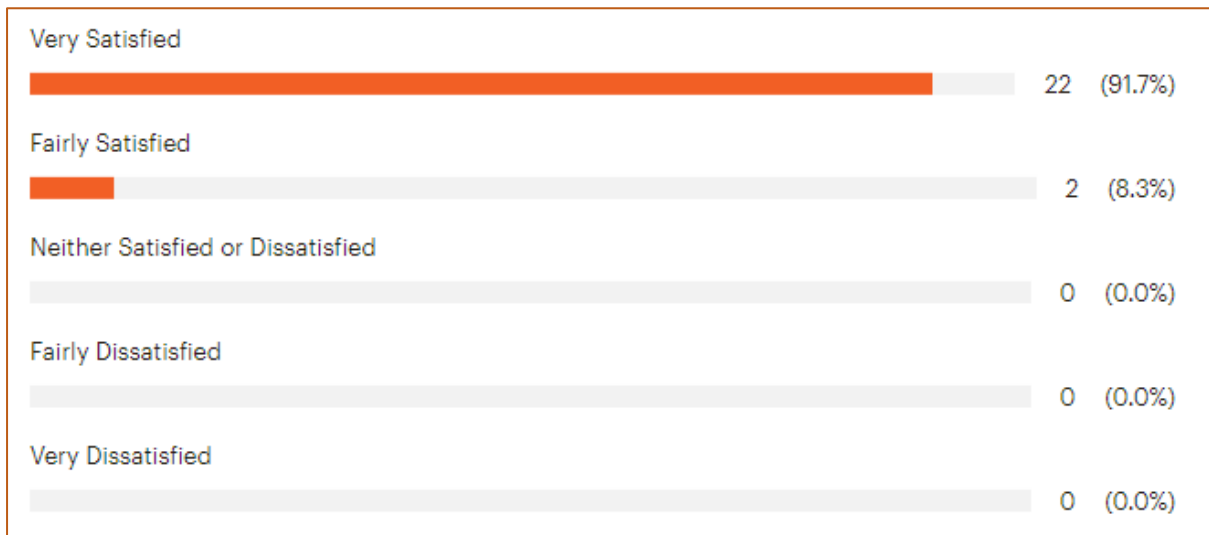 Very Satisfied
22 (91.7%)
Fairly Satisfied
2 (8.3%)
Neither Satisfied or Dissatisfied
0 (0.0%)
Fairly Dissatisfied
0 (0.0%)
Very Dissatisfied
0 (0.0%)